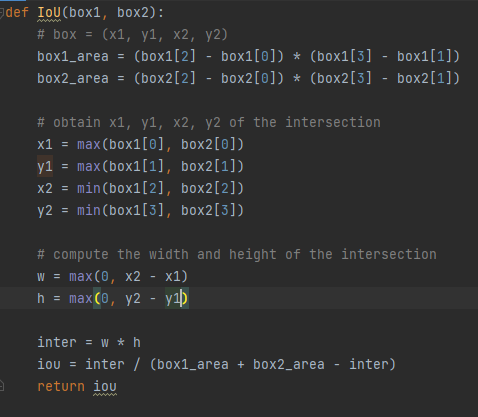 def IoU(box1, box2):
    # box = (x1, y1, x2, y2)
    box1_area = (box1[2] - box1[0]) * (box1[3] - box1[1])
    box2_area = (box2[2] - box2[0]) * (box2[3] - box2[1])
    # obtain x1, y1, x2, y2 of the intersection
    x1 = max(box1[0], box2[0])
    y1 = max(box1[1], box2[1])
    x2 = min(box1[2], box2[2])
    y2 = min(box1[3], box2[3])
    # compute the width and height of the intersection
    w = max(0, x2 - x1)
    h = max(0, y2 - y1)
    inter = w * h
    iou = inter / (box1_area + box2_area - inter)
    return iou